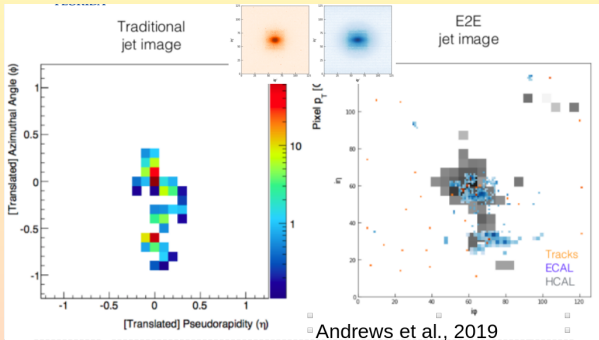 Traditional
jet image
E2E
jet image
[Translated] Azimuthal Angle (ϕ)
1
0.5
0
-0.5
-1
-1
-0.5
0
0.5
1
[Translated] Pseudorapidity (η)
10
1
Pixel pT [G
100
80
60
40
20
0
iη
0
20
40
60
80
100
120
iφ
Tracks
ECAL
HCAL
Andrews et al., 2019